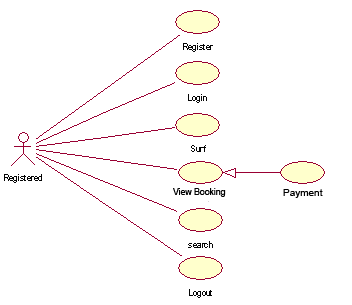 Register
Login
Surf
Registered
View Booking
Payment
search
Logout